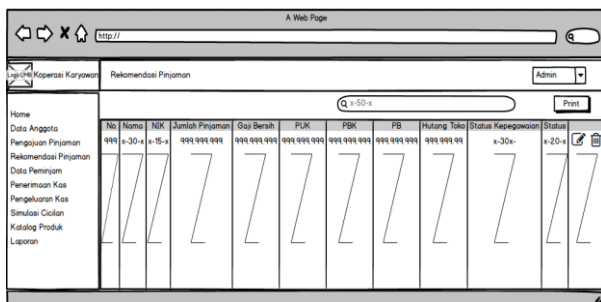 A Web Page
http://
Logo UMB Koperasi Karyawan
Rekomendasi Pinjaman
Admin
x-50-x
Print
Home
Data Anggota
Pengajuan Pinjaman
Rekomendasi Pinjaman
Data Peminjam
Penerimaan Kas
Pengeluaran Kas
Simulasi Cicilan
Katalog Produk
Laporan
No Nama NIK Jumlah Pinjaman Gaji Bersih PUK PBK PB Hutang Toko Status Kepegawaian Status
999 x-30-x x-15-x 999.999.999 999.999.999 999.999.999 999.999.999 999.999.999 999.999.99 x-30x- x-20-x